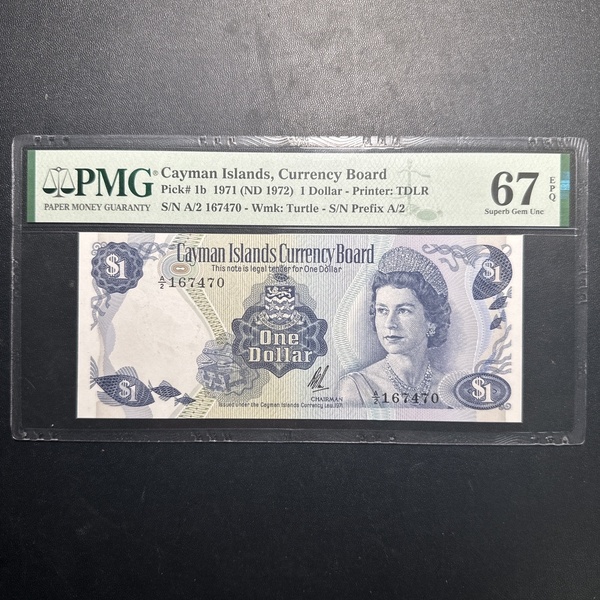 PMG
PAPER MONEY GUARANTY
Cayman Islands, Currency Board
Pick# 1b 1971 (ND 1972) 1 Dollar - Printer: TDLR
S/N A/2 167470 - Wmk: Turtle - S/N Prefix A/2
67 EPQ
Superb Gem Unc
$1
Cayman Islands Currency Board
This note is legal tender for One Dollar
$1
A/2 167470
One
Dollar
$1
CHAIRMAN
A/2 167470
$1
Issued under the Cayman Islands Currency Law, 1971